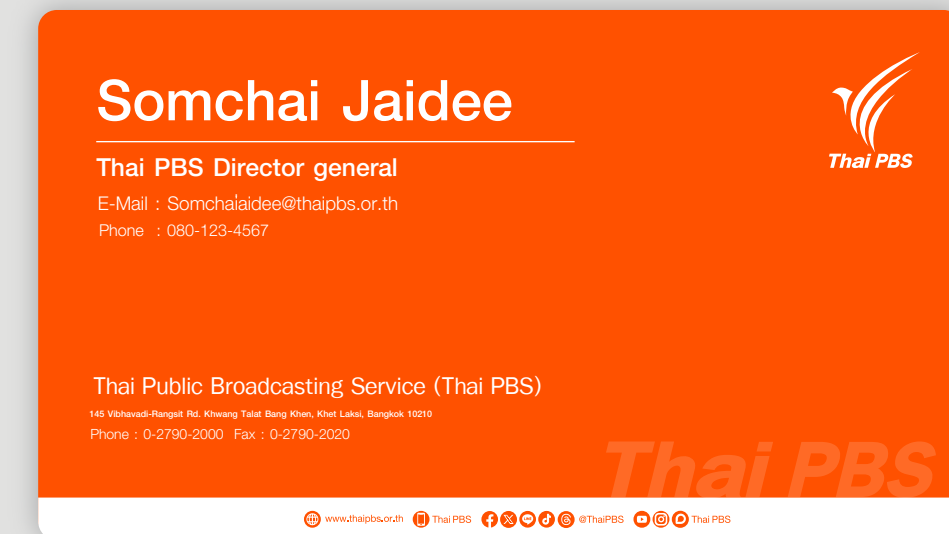 Somchai Jaidee
Thai PBS
Thai PBS Director general
E-Mail : Somchaiaidee@thaipbs.or.th
Phone : 080-123-4567
Thai Public Broadcasting Service (Thai PBS)
145 Vibhavadi-Rangsit Rd. Khwang Talat Bang Khen, Khet Laksi, Bangkok 10210
Phone : 0-2790-2000 Fax : 0-2790-2020
Thai PBS
www.thaipbs.or.th Thai PBS @ThaiPBS Thai PBS